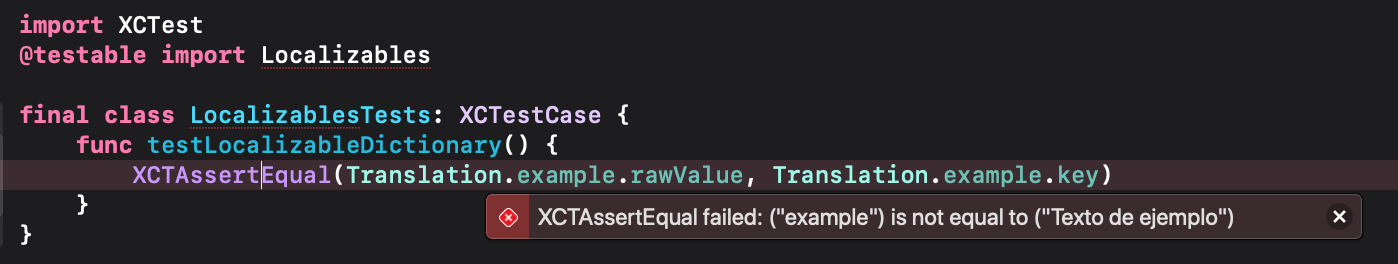 import XCTest
@testable import Localizables
final class LocalizablesTests: XCTestCase {
func testLocalizableDictionary() {
XCTAssertEqual(Translation.example.rawValue, Translation.example.key)
}
XCTAssertEqual failed: ("example") is not equal to ("Texto de ejemplo")
}